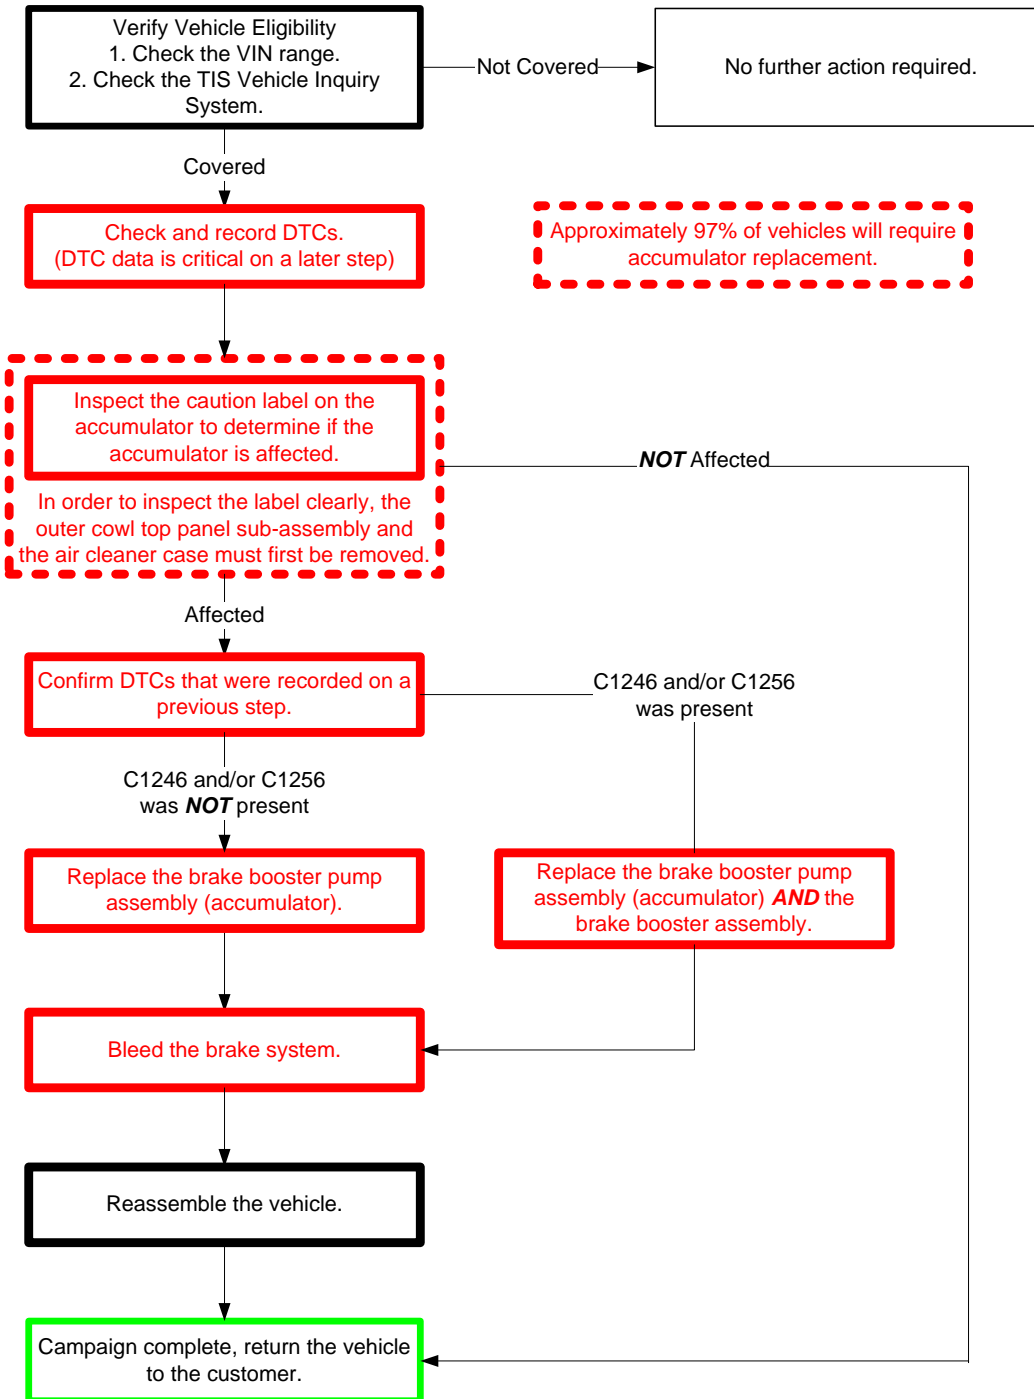 Verify Vehicle Eligibility
1. Check the VIN range.
2. Check the TIS Vehicle Inquiry
System.
Not Covered
No further action required.
Covered
Check and record DTCs.
(DTC data is critical on a later step)
Approximately 97% of vehicles will require
accumulator replacement.
Inspect the caution label on the
accumulator to determine if the
accumulator is affected.
In order to inspect the label clearly, the
outer cowl top panel sub-assembly and
the air cleaner case must first be removed.
NOT Affected
Affected
Confirm DTCs that were recorded on a
previous step.
C1246 and/or C1256
was present
C1246 and/or C1256
was NOT present
Replace the brake booster pump
assembly (accumulator).
Replace the brake booster pump
assembly (accumulator) AND the
brake booster assembly.
Bleed the brake system.
Reassemble the vehicle.
Campaign complete, return the vehicle
to the customer.